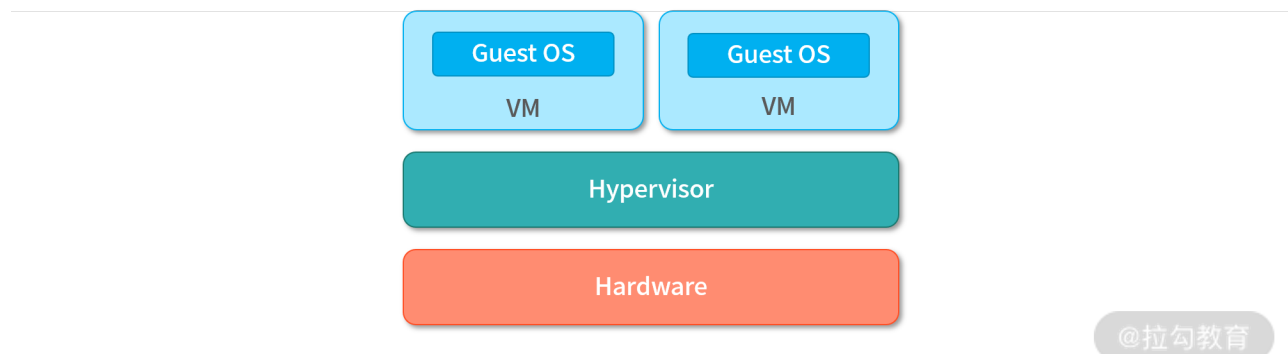 Guest OS
Guest OS
VM
VM
Hypervisor
Hardware
@拉勾教育